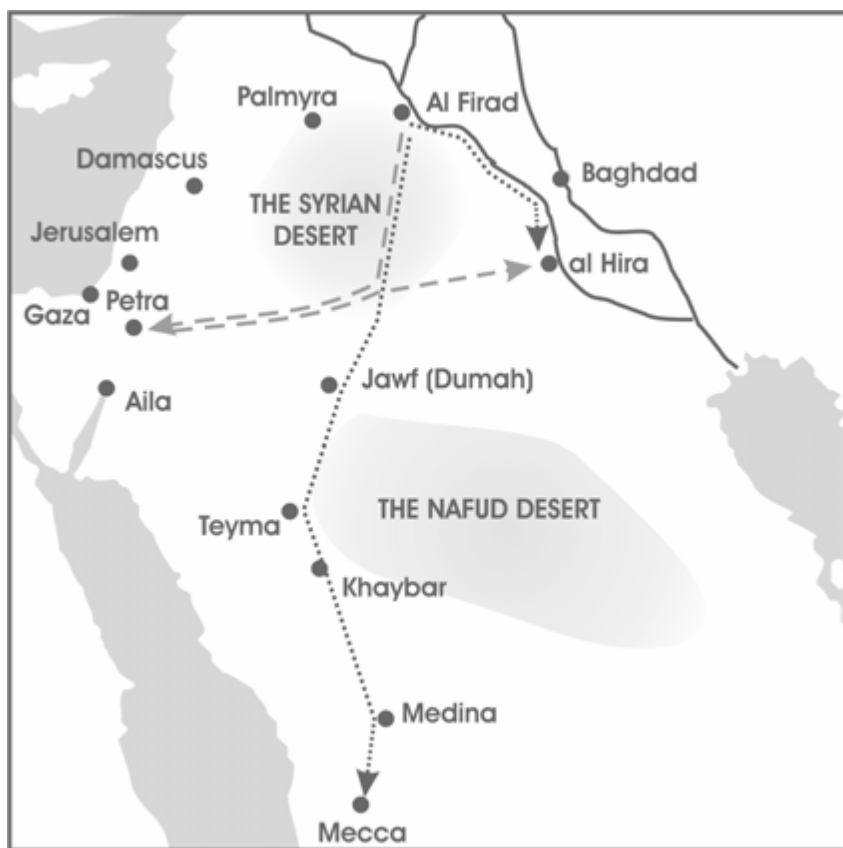 Palmyra
Al Firad
Damascus
Baghdad
THE SYRIAN
DESERT
Jerusalem
al Hira
Gaza
Petra
Jawf (Dumah)
Aila
THE NAFUD DESERT
Teyma
Khaybar
Medina
Mecca